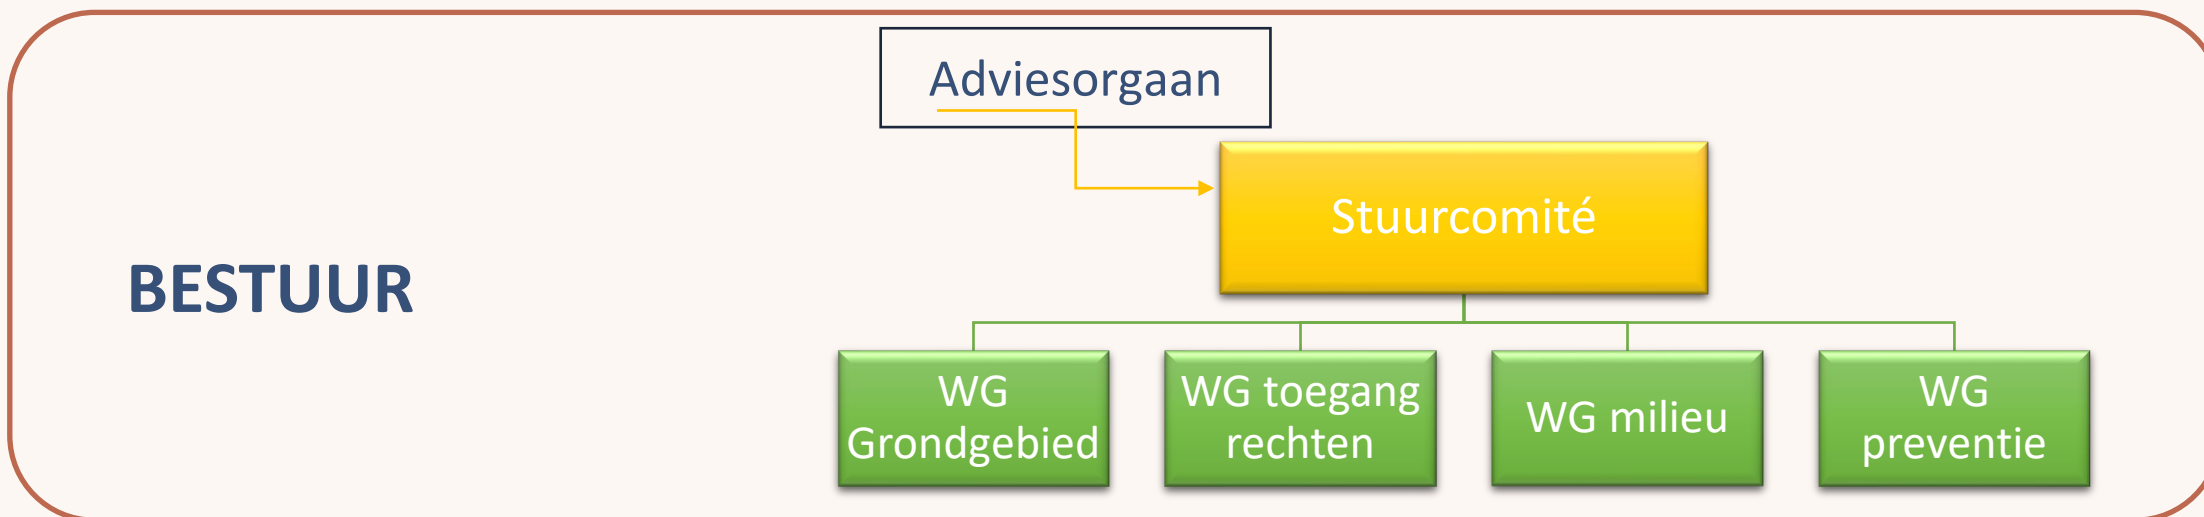 Adviesorgaan
Stuurcomité
BESTUUR
WG
Grondgebied
WG toegang
rechten
WG milieu
WG
preventie